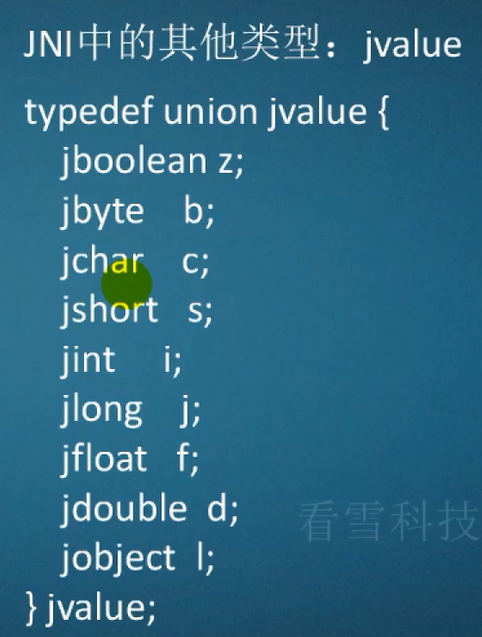 JNI中的其他类型：jvalue
typedef union jvalue {
jboolean z;
jbyte b;
jchar c;
jshort s;
jint i;
jlong j;
jfloat f;
jdouble d;
看雪科技
jobject l;
} jvalue;